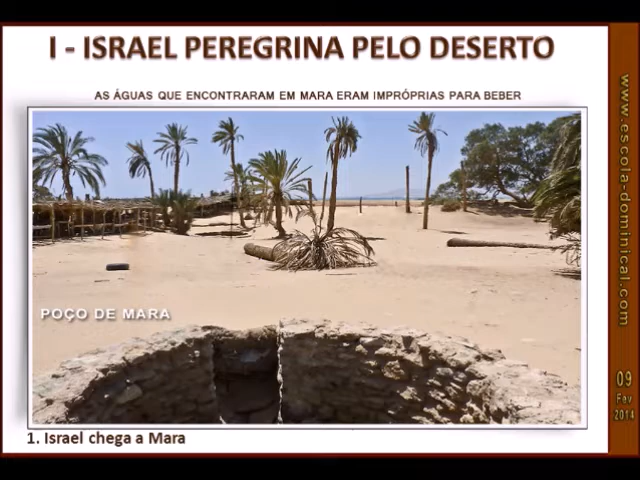 I - ISRAEL PEREGRINA PELO DESERTO
AS ÁGUAS QUE ENCONTRARAM EM MARA ERAM IMPRÓPRIAS PARA BEBER
POÇO DE MARA
1. Israel chega a Mara
www.escola-dominical.com
09
Fev
2014